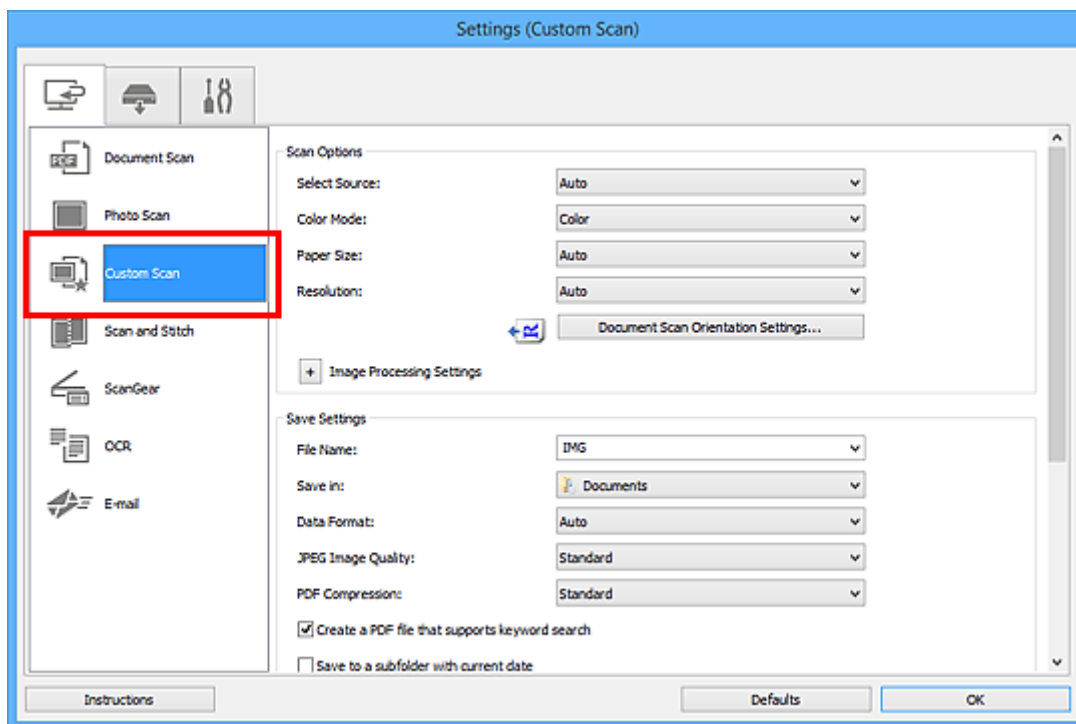 Settings (Custom Scan)
PDF
Document Scan
Photo Scan
Custom Scan
Scan and Stitch
ScanGear
OCR
E-mail
Scan Options
Select Source: Auto
Color Mode: Color
Paper Size: Auto
Resolution: Auto
R Document Scan Orientation Settings...
+ Image Processing Settings
Save Settings
File Name: IMG
Save in: Documents
Data Format: Auto
JPEG Image Quality: Standard
PDF Compression: Standard
Create a PDF file that supports keyword search
Save to a subfolder with current date
Instructions Defaults OK